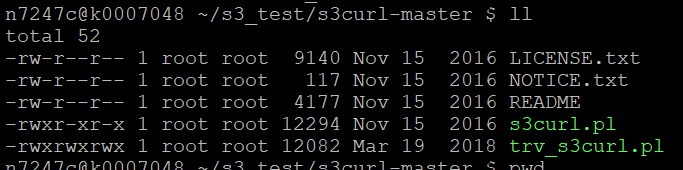 n7247c@k0007048 ~/s3_test/s3curl-master $ ll
total 52
-rw-r--r-- 1 root root  9140 Nov 15  2016 LICENSE.txt
-rw-r--r-- 1 root root   117 Nov 15  2016 NOTICE.txt
-rw-r--r-- 1 root root  4177 Nov 15  2016 README
-rwxr-xr-x 1 root root 12294 Nov 15  2016 s3curl.pl
-rwxrwxrwx 1 root root 12082 Mar 19  2018 trv_s3curl.pl
n7247c@k0007048 ~/s3_test/s3curl-master $ pwd